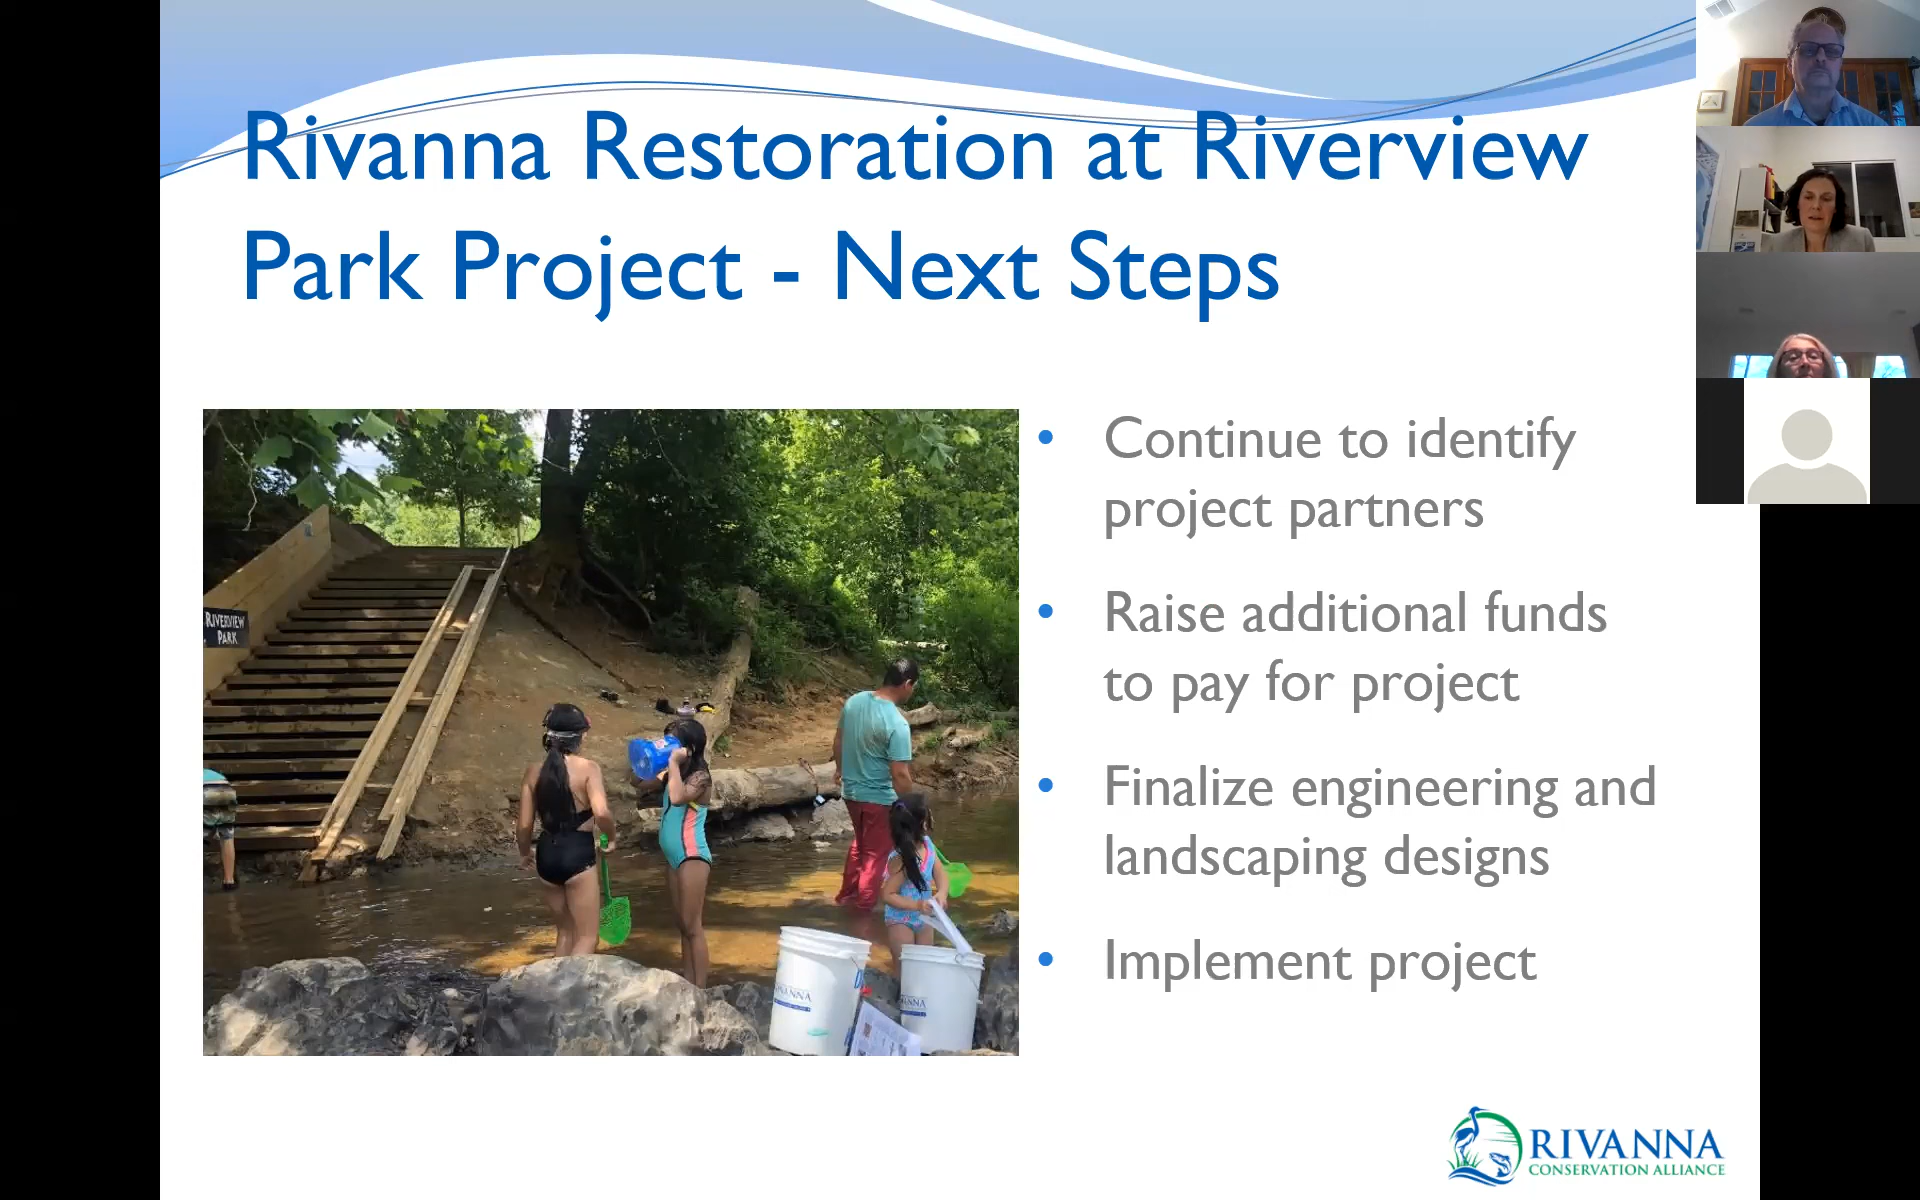 Rivanna Restoration at Riverview
Park Project - Next Steps
RIVERVIEW
PARK
• Continue to identify
project partners
• Raise additional funds
to pay for project
• Finalize engineering and
landscaping designs
• Implement project
RIVANNA
CONSERVATION ALLIANCE